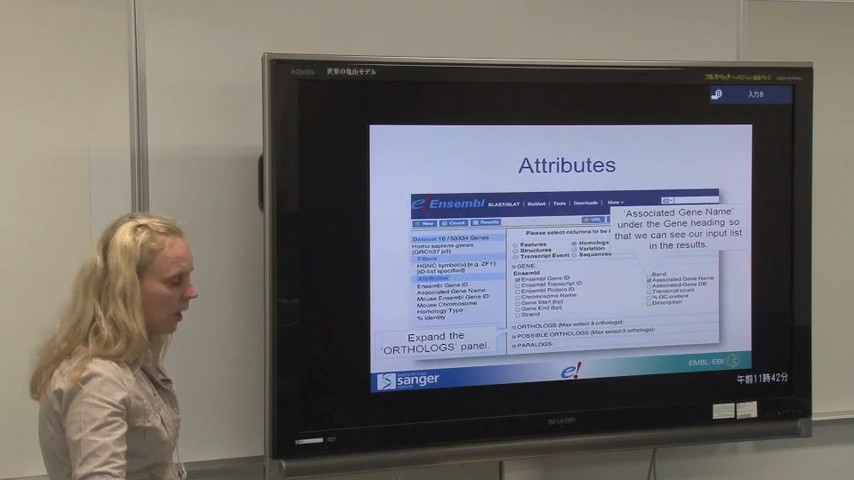 AQUOS 世界の亀山モデル
入力8
Attributes
e!Ensembl BLAST/BLAT | BioMart | Tools | Downloads | More
New Count Results URL
Dataset 18 / 53334 Genes
Homo sapiens genes
(GRCh37.p3)
Filters
HGNC symbol(s) [e.g. ZFY]:
[ID-list specified]
Attributes
Ensembl Gene ID
Associated Gene Name
Mouse Ensembl Gene ID
Mouse Chromosome
Homology Type
% Identity
Please select columns to be
Features
Structures
Transcript Event
Homologs
Variation
Sequences
GENE:
Ensembl
Ensembl Gene ID
Ensembl Transcript ID
Ensembl Protein ID
Chromosome Name
Gene Start (bp)
Gene End (bp)
Strand
Band
Associated Gene Name
Associated Gene DB
Transcript count
% GC content
Description
ORTHOLOGS (Max select 3 orthologs):
POSSIBLE ORTHOLOGS (Max select 3 orthologs):
PARALOGS:
'Associated Gene Name'
under the Gene heading so
that we can see our input list
in the results.
Expand the
'ORTHOLOGS' panel.
sanger
e!
EMBL-EBI
午前11時42分
SHARP